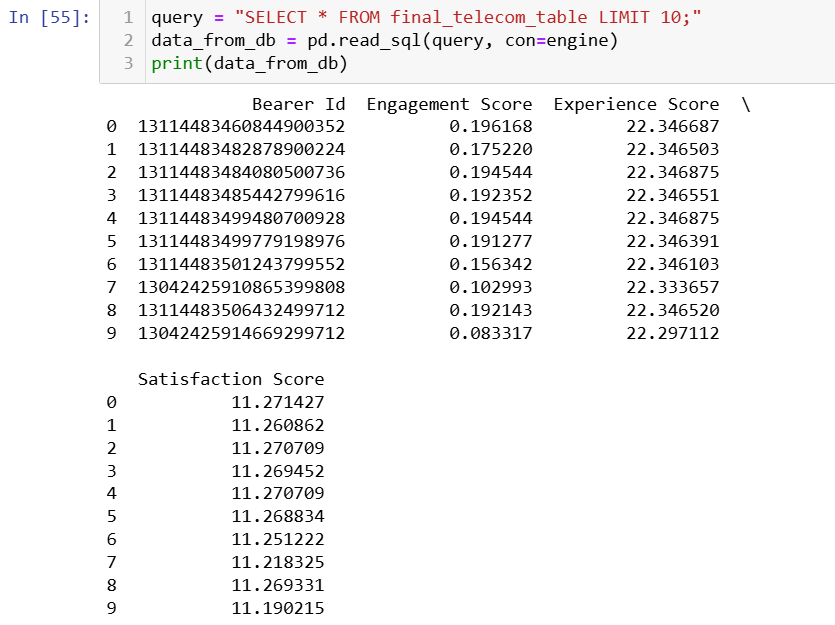 In [55]:
1 query = "SELECT * FROM final_telecom_table LIMIT 10;"
2 data_from_db = pd.read_sql(query, con=engine)
3 print(data_from_db)
Bearer Id  Engagement Score  Experience Score  \
0  13114483460844900352          0.196168         22.346687
1  13114483482878900224          0.175220         22.346503
2  13114483484080500736          0.194544         22.346875
3  13114483485442799616          0.192352         22.346551
4  13114483499480700928          0.194544         22.346875
5  13114483499779198976          0.191277         22.346391
6  13114483501243799552          0.156342         22.346103
7  13042425910865399808          0.102993         22.333657
8  13114483506432499712          0.192143         22.346520
9  13042425914669299712          0.083317         22.297112
Satisfaction Score
0           11.271427
1           11.260862
2           11.270709
3           11.269452
4           11.270709
5           11.268834
6           11.251222
7           11.218325
8           11.269331
9           11.190215